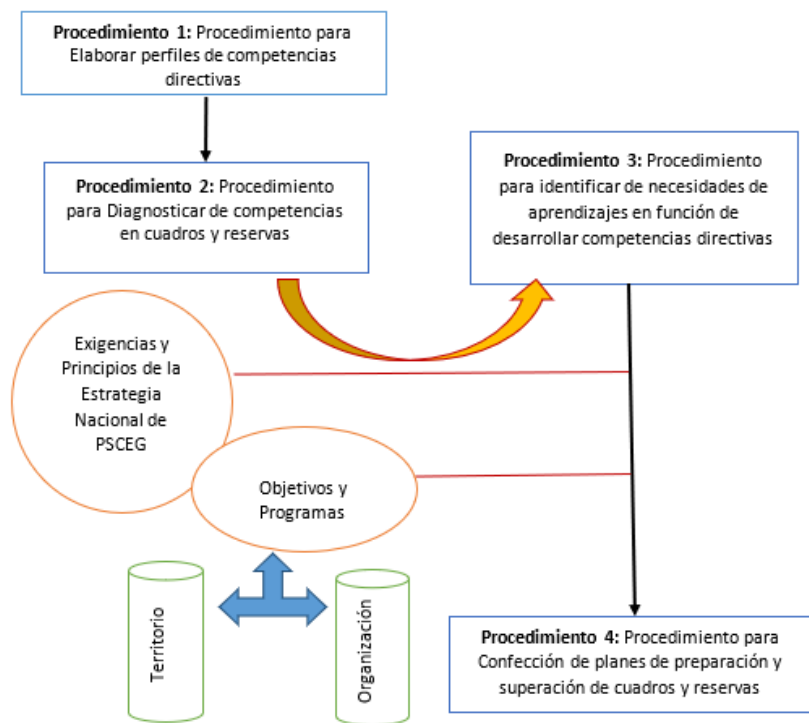 Procedimiento 1: Procedimiento para
Elaborar perfiles de competencias
directivas
Procedimiento 2: Procedimiento
para Diagnosticar de competencias
en cuadros y reservas
Procedimiento 3: Procedimiento
para identificar de necesidades de
aprendizajes en función de
desarrollar competencias directivas
Exigencias y
Principios de la
Estrategia
Nacional de
PSCEG
Objetivos y
Programas
Territorio
Organización
Procedimiento 4: Procedimiento para
Confección de planes de preparación y
superación de cuadros y reservas